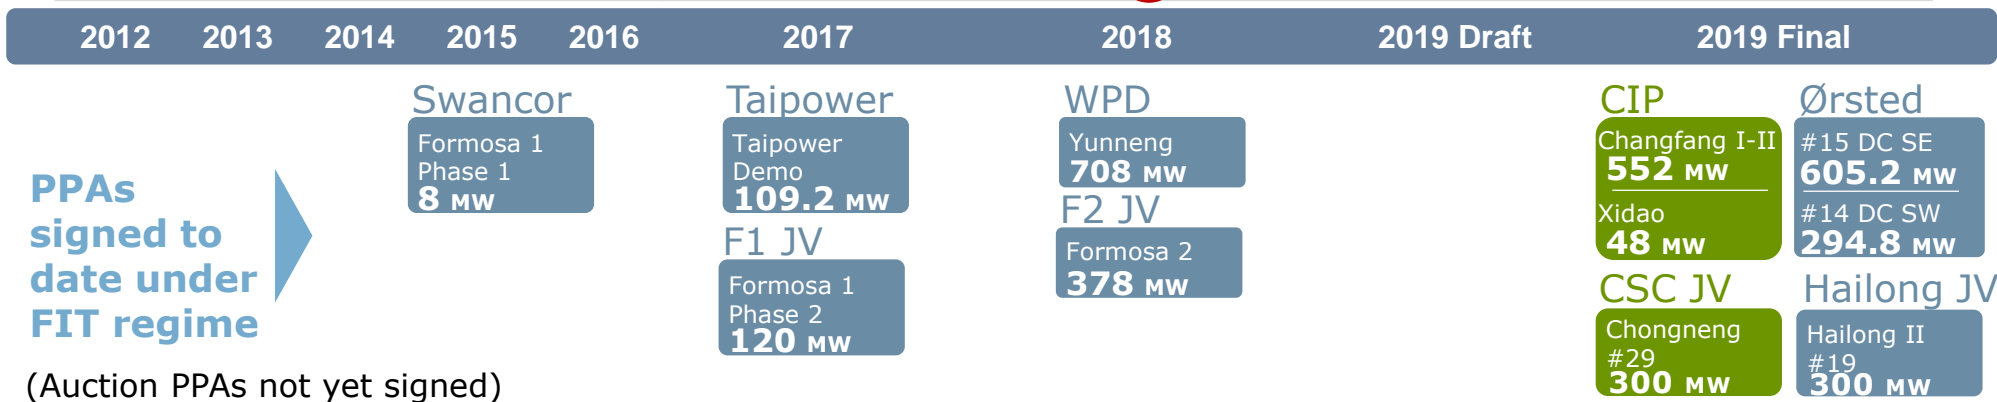 2012 2013 2014 2015 2016 2017 2018 2019 Draft 2019 Final
PPAs
signed to
date under
FIT regime
(Auction PPAs not yet signed)
Swancor
Formosa 1
Phase 1
8 MW
Taipower
Taipower
Demo
109.2 MW
F1 JV
Formosa 1
Phase 2
120 MW
WPD
Yunneng
708 MW
F2 JV
Formosa 2
378 MW
CIP
Changfang I-II
552 MW
Xidao
48 MW
CSC JV
Chongneng
#29
300 MW
Ørsted
#15 DC SE
605.2 MW
#14 DC SW
294.8 MW
Hailong JV
Hailong II
#19
300 MW